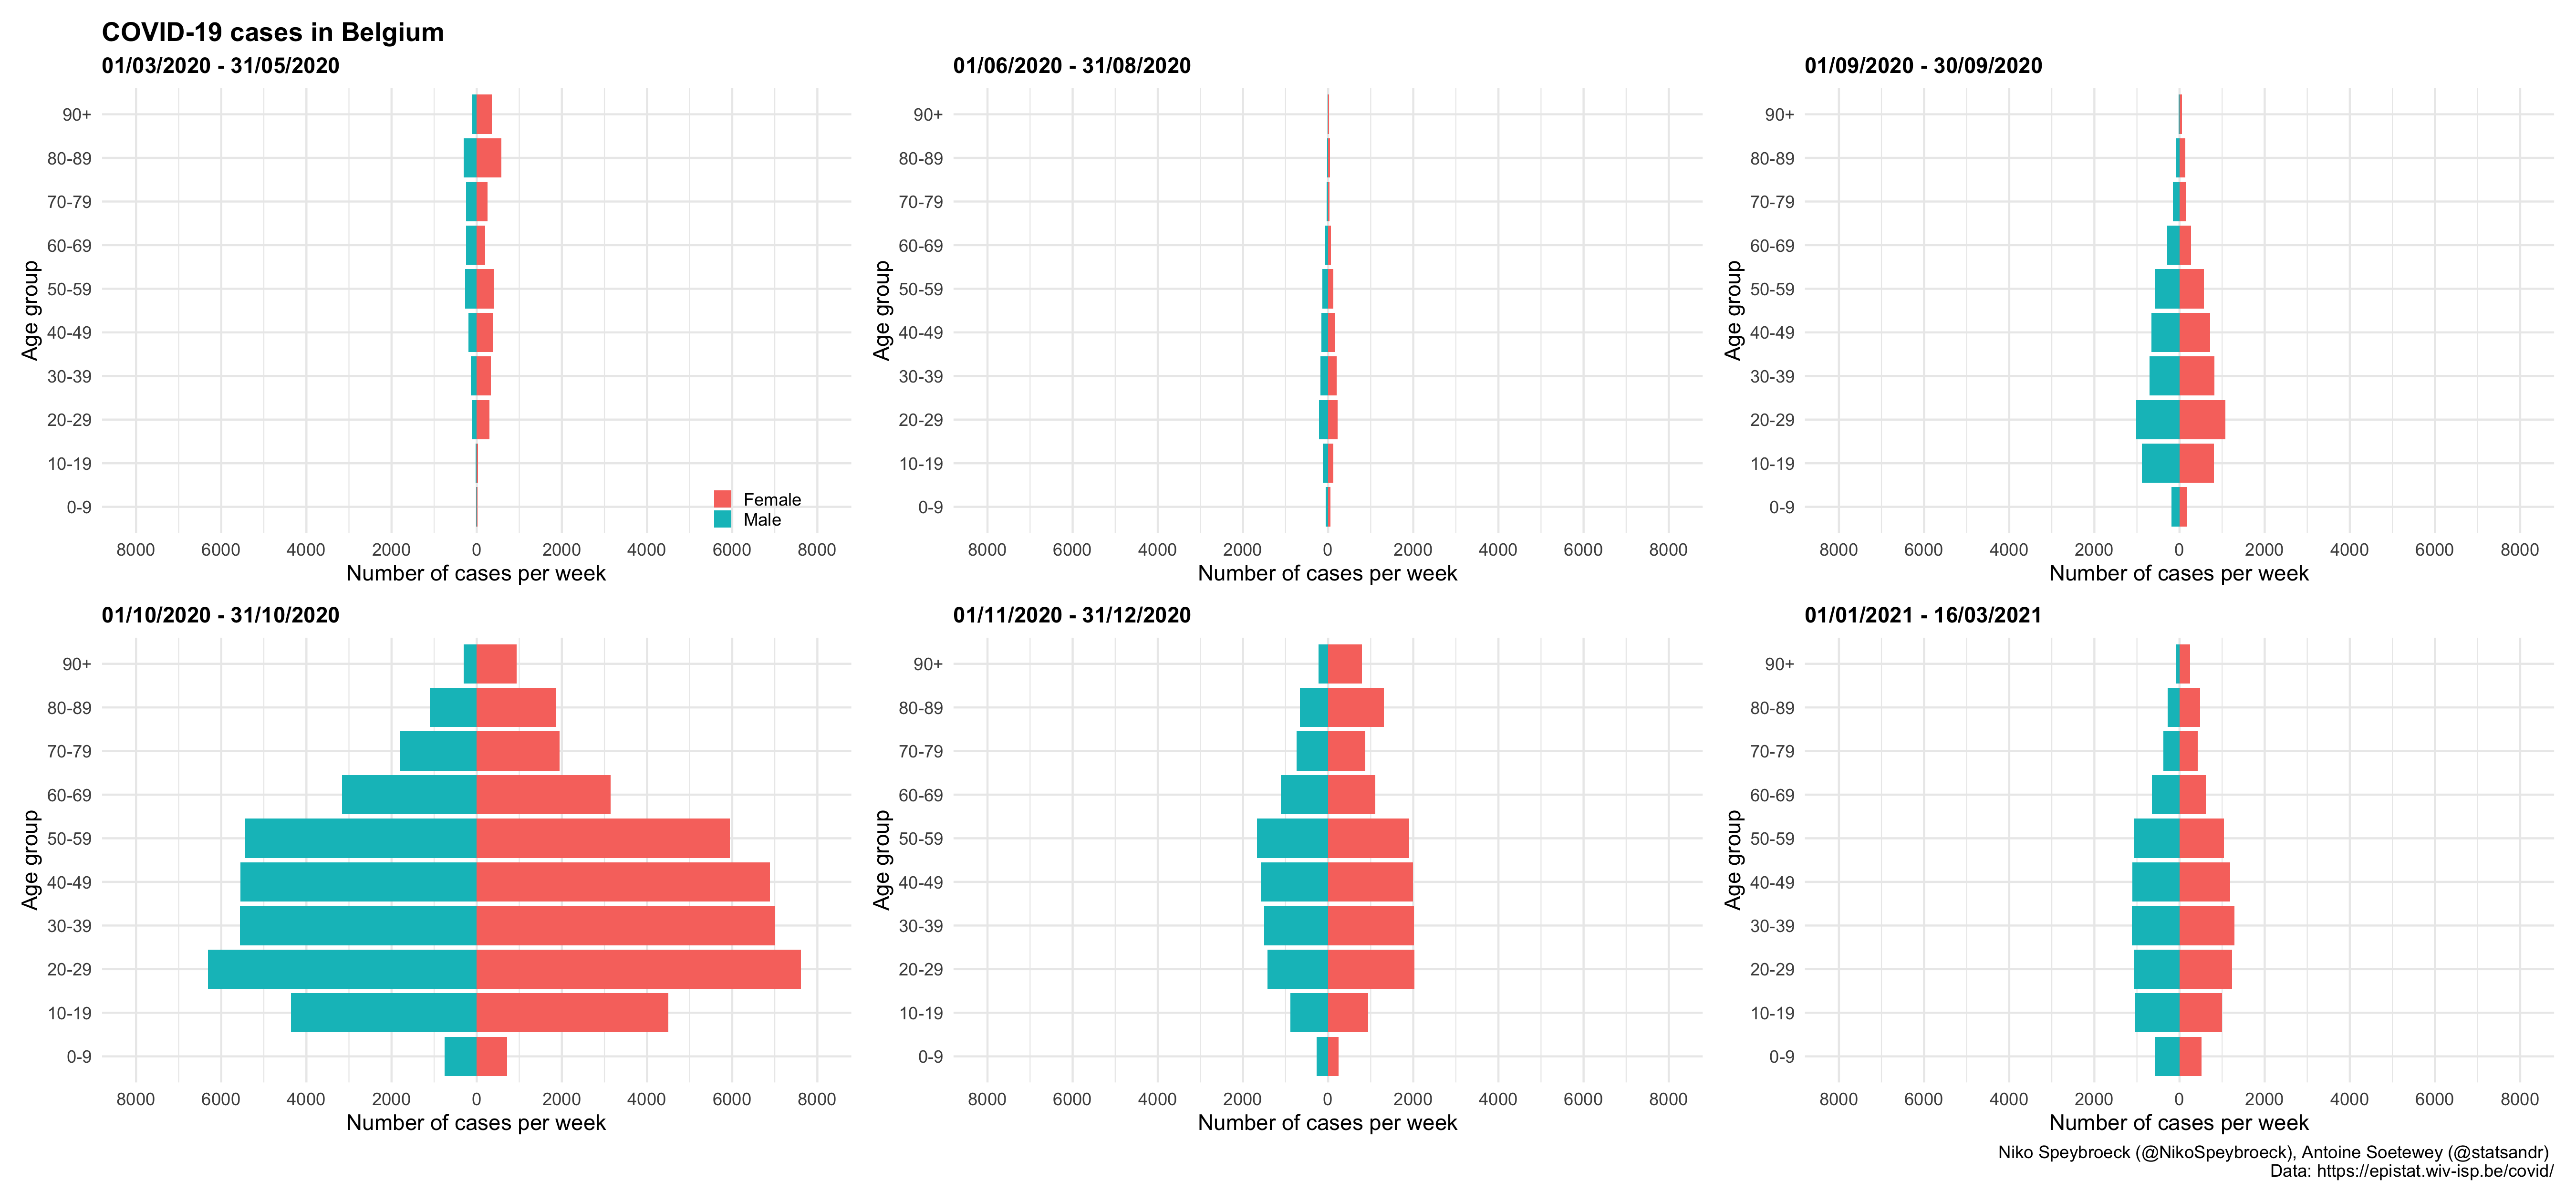 COVID-19 cases in Belgium
01/03/2020 - 31/05/2020
Age group
90+
80-89
70-79
60-69
50-59
40-49
30-39
20-29
10-19
0-9
Female
Male
8000 6000 4000 2000 0 2000 4000 6000 8000
Number of cases per week
01/06/2020 - 31/08/2020
Age group
90+
80-89
70-79
60-69
50-59
40-49
30-39
20-29
10-19
0-9
8000 6000 4000 2000 0 2000 4000 6000 8000
Number of cases per week
01/09/2020 - 30/09/2020
Age group
90+
80-89
70-79
60-69
50-59
40-49
30-39
20-29
10-19
0-9
8000 6000 4000 2000 0 2000 4000 6000 8000
Number of cases per week
01/10/2020 - 31/10/2020
Age group
90+
80-89
70-79
60-69
50-59
40-49
30-39
20-29
10-19
0-9
8000 6000 4000 2000 0 2000 4000 6000 8000
Number of cases per week
01/11/2020 - 31/12/2020
Age group
90+
80-89
70-79
60-69
50-59
40-49
30-39
20-29
10-19
0-9
8000 6000 4000 2000 0 2000 4000 6000 8000
Number of cases per week
01/01/2021 - 16/03/2021
Age group
90+
80-89
70-79
60-69
50-59
40-49
30-39
20-29
10-19
0-9
8000 6000 4000 2000 0 2000 4000 6000 8000
Number of cases per week
Niko Speybroeck (@NikoSpeybroeck), Antoine Soetewey (@statsandr)
Data: https://epistat.wiv-isp.be/covid/